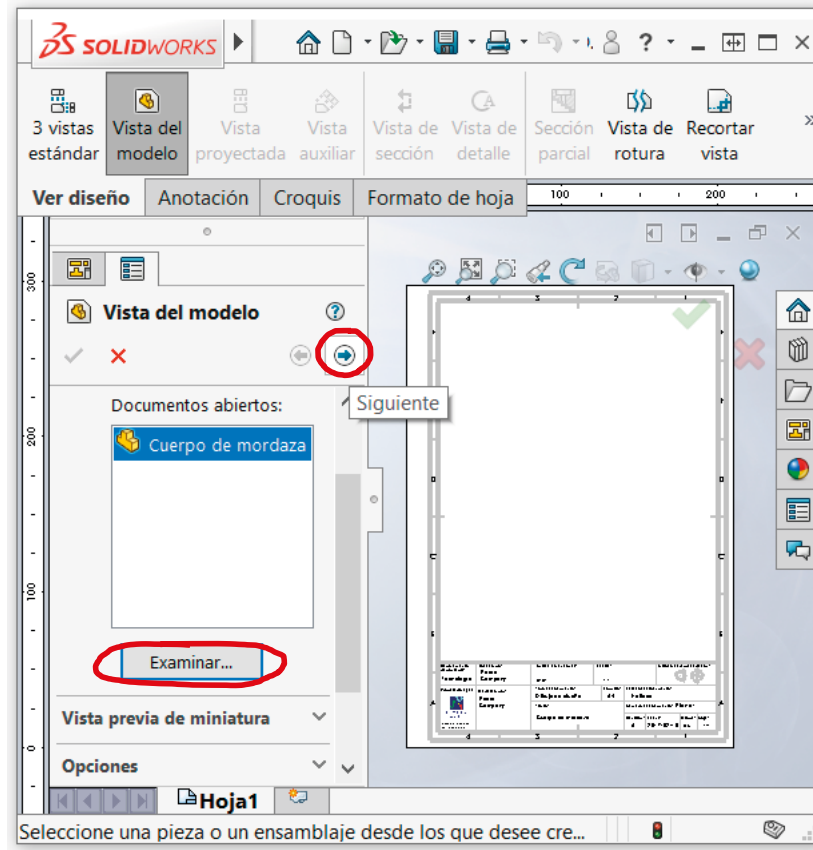 SOLIDWORKS
3 vistas estándar
Vista del modelo
Vista proyectada
Vista auxiliar
Vista de sección
Vista de detalle
Sección parcial
Vista de rotura
Recortar vista
Ver diseño
Anotación
Croquis
Formato de hoja
100
200
300
200
100
0
Vista del modelo
Siguiente
Documentos abiertos:
Cuerpo de mordaza
Examinar...
Vista previa de miniatura
Opciones
Hoja1
Seleccione una pieza o un ensamblaje desde los que desee cre...